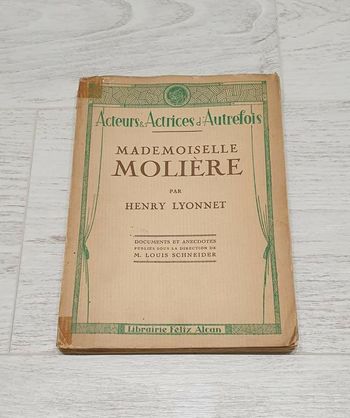 Acteurs & Actrices d'Autrefois
MADEMOISELLE
MOLIÈRE
PAR
HENRY LYONNET
DOCUMENTS ET ANECDOTES
PUBLIÉS SOUS LA DIRECTION DE
M. LOUIS SCHNEIDER
Librairie Félix Alcan